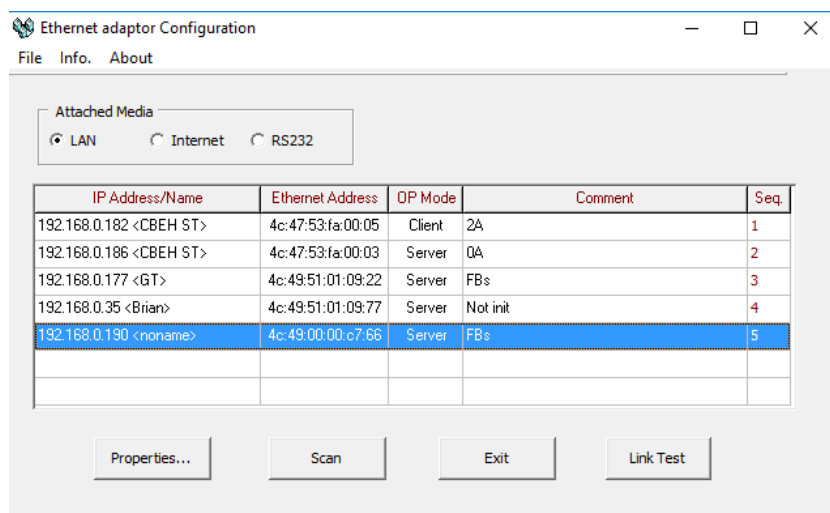 Ethernet adaptor Configuration
File Info. About
Attached Media
LAN Internet RS232
IP Address/Name Ethernet Address OP Mode Comment Seq.
192.168.0.182 <CBEH ST> 4c:47:53:fa:00:05 Client 2A 1
192.168.0.186 <CBEH ST> 4c:47:53:fa:00:03 Server 0A 2
192.168.0.177 <GT> 4c:49:51:01:09:22 Server FBs 3
192.168.0.35 <Brian> 4c:49:51:01:09:77 Server Not init 4
192.168.0.190 <noname> 4c:49:00:00:c7:66 Server FBs 5
Properties... Scan Exit Link Test